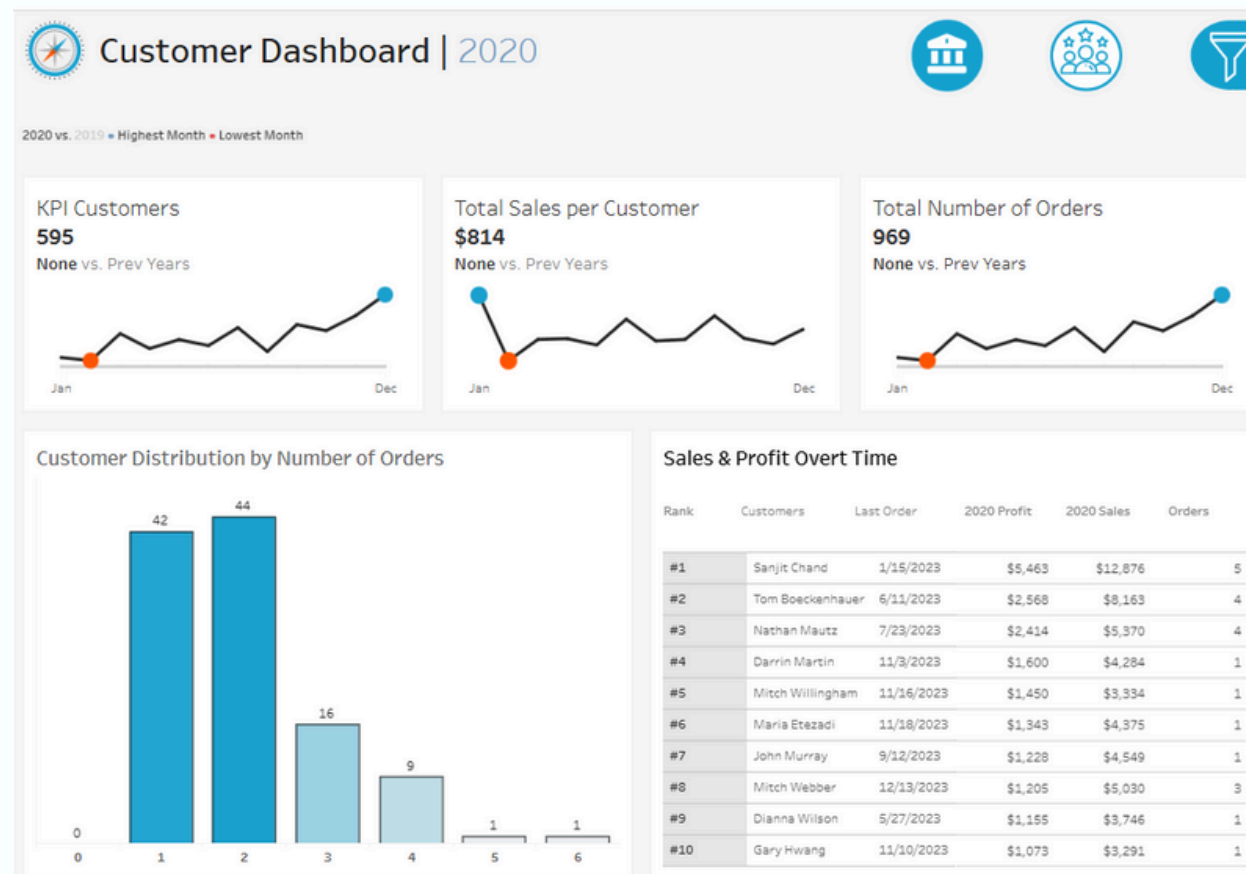 Customer Dashboard | 2020
2020 vs. 2019 • Highest Month • Lowest Month
KPI Customers
595
None vs. Prev Years
Jan Dec
Total Sales per Customer
$814
None vs. Prev Years
Jan Dec
Total Number of Orders
969
None vs. Prev Years
Jan Dec
Customer Distribution by Number of Orders
42
44
16
9
0
1
1
0 1 2 3 4 5 6
Sales & Profit Overt Time
Rank Customers Last Order 2020 Profit 2020 Sales Orders
#1 Sanjit Chand 1/15/2023 $5,463 $12,876 5
#2 Tom Boeckenhauer 6/11/2023 $2,568 $8,163 4
#3 Nathan Mautz 7/23/2023 $2,414 $5,370 4
#4 Darrin Martin 11/3/2023 $1,600 $4,284 1
#5 Mitch Willingham 11/16/2023 $1,450 $3,334 1
#6 Maria Etezadi 11/18/2023 $1,343 $4,375 1
#7 John Murray 9/12/2023 $1,228 $4,549 1
#8 Mitch Webber 12/13/2023 $1,205 $5,030 3
#9 Dianna Wilson 5/27/2023 $1,155 $3,746 1
#10 Gary Hwang 11/10/2023 $1,073 $3,291 1